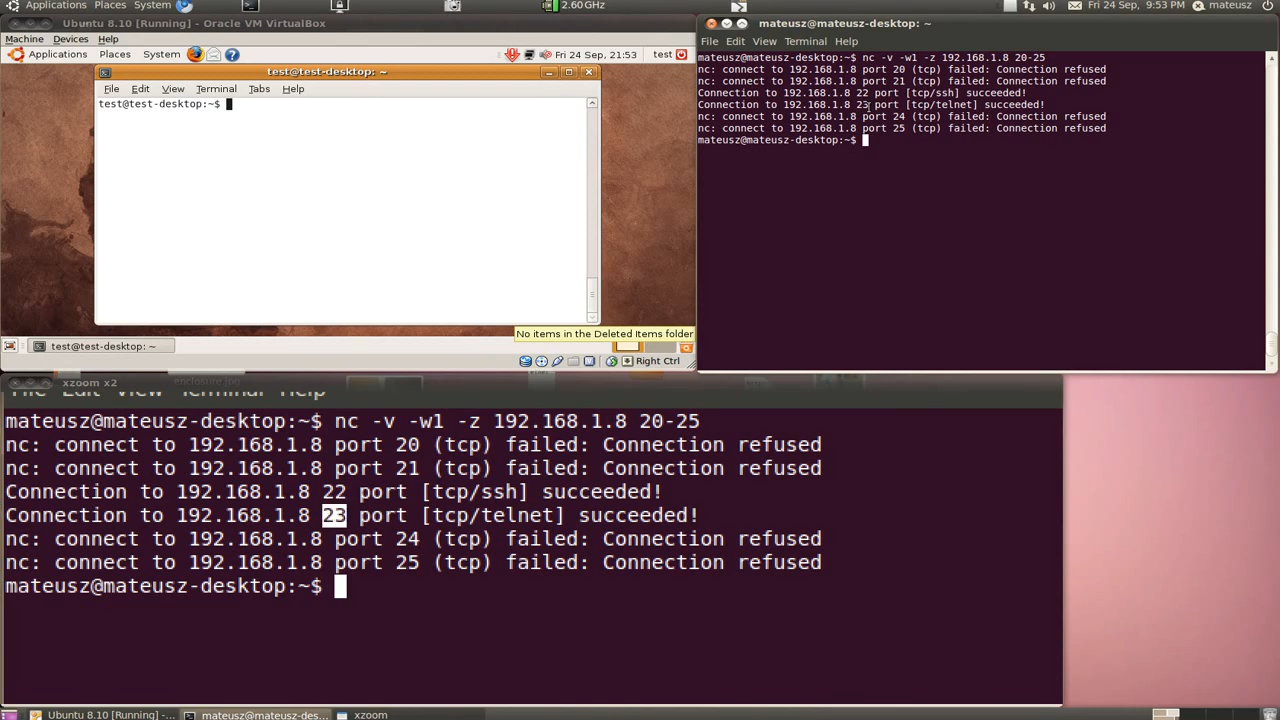 Applications Places System 2.60GHz Fri 24 Sep, 9:53 PM mateusz
Ubuntu 8.10 [Running] - Oracle VM VirtualBox
Machine Devices Help
Applications Places System Fri 24 Sep, 21:53 test
test@test-desktop: ~
File Edit View Terminal Tabs Help
test@test-desktop:~$
No items in the Deleted Items folder
test@test-desktop: ~
Right Ctrl
mateusz@mateusz-desktop: ~
File Edit View Terminal Help
mateusz@mateusz-desktop:~$ nc -v -w1 -z 192.168.1.8 20-25
nc: connect to 192.168.1.8 port 20 (tcp) failed: Connection refused
nc: connect to 192.168.1.8 port 21 (tcp) failed: Connection refused
Connection to 192.168.1.8 22 port [tcp/ssh] succeeded!
Connection to 192.168.1.8 23 port [tcp/telnet] succeeded!
nc: connect to 192.168.1.8 port 24 (tcp) failed: Connection refused
nc: connect to 192.168.1.8 port 25 (tcp) failed: Connection refused
mateusz@mateusz-desktop:~$
xzoom x2 enclosure.jpg
File Edit View Terminal Help
mateusz@mateusz-desktop:~$ nc -v -w1 -z 192.168.1.8 20-25
nc: connect to 192.168.1.8 port 20 (tcp) failed: Connection refused
nc: connect to 192.168.1.8 port 21 (tcp) failed: Connection refused
Connection to 192.168.1.8 22 port [tcp/ssh] succeeded!
Connection to 192.168.1.8 23 port [tcp/telnet] succeeded!
nc: connect to 192.168.1.8 port 24 (tcp) failed: Connection refused
nc: connect to 192.168.1.8 port 25 (tcp) failed: Connection refused
mateusz@mateusz-desktop:~$
Ubuntu 8.10 [Running] -... mateusz@mateusz-des... xzoom